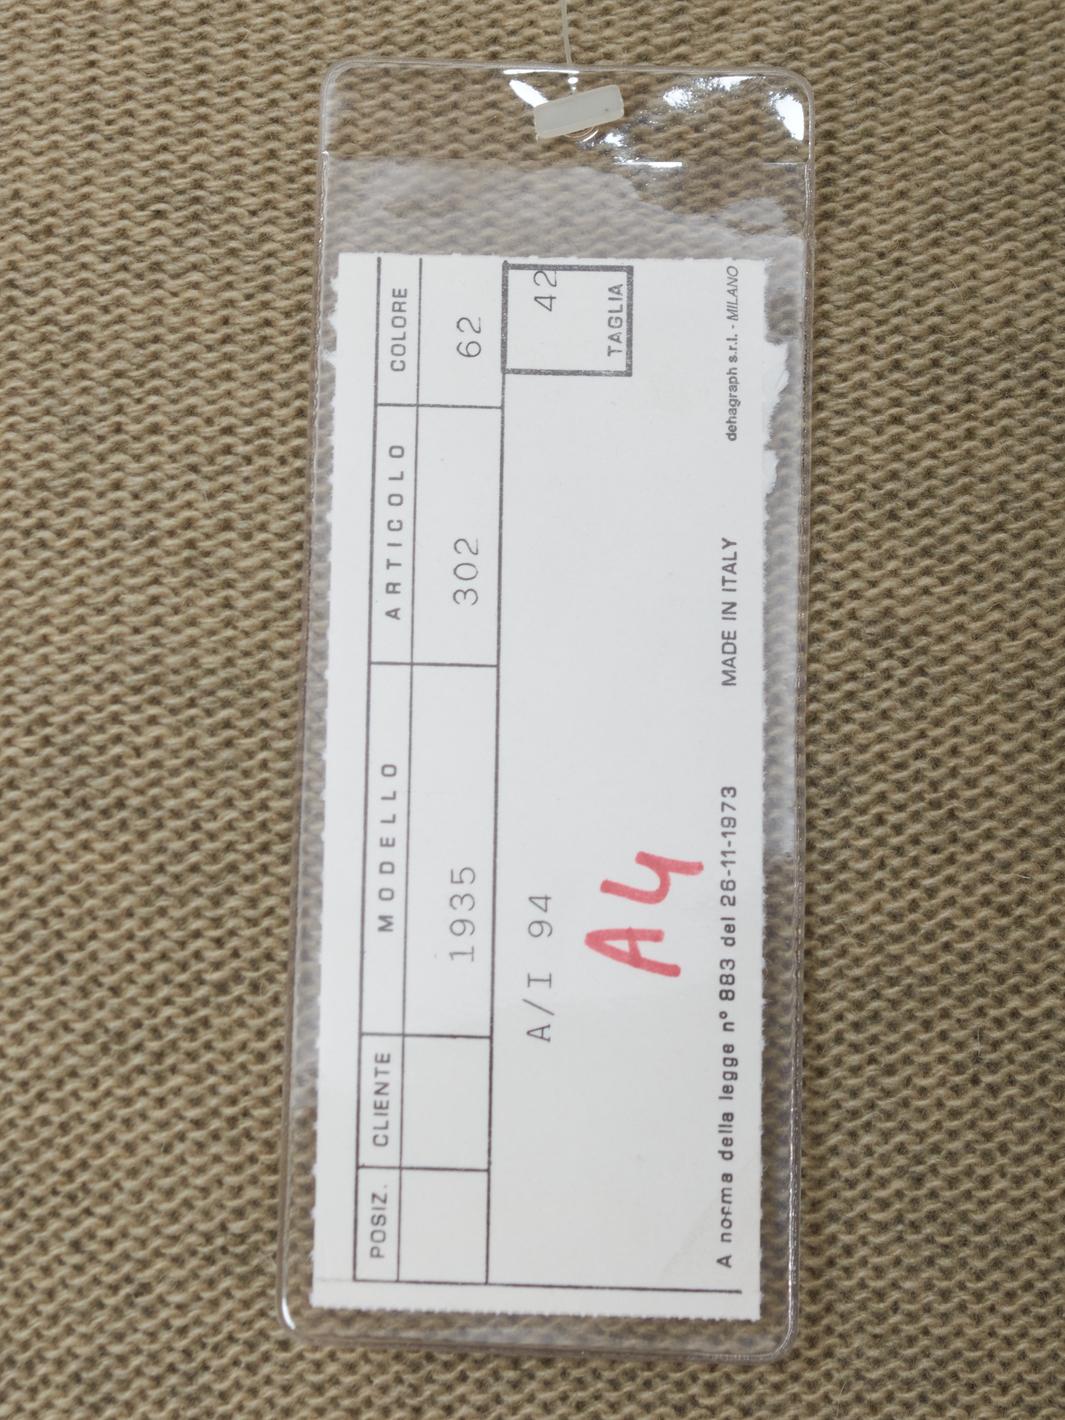 POSIZ. CLIENTE MODELLO ARTICOLO COLORE
1935 302 62
A/I 94 42
TAGLIA
A4
A norma della legge n° 883 del 26-11-1973 MADE IN ITALY dehagraph s.r.l. - MILANO